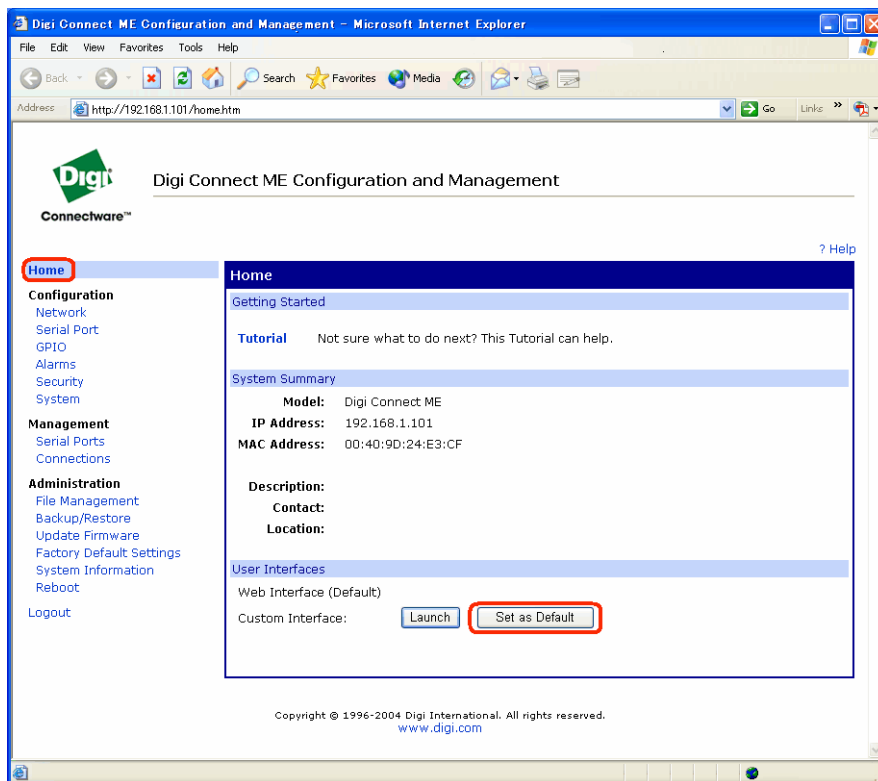 Digi Connect ME Configuration and Management - Microsoft Internet Explorer
File Edit View Favorites Tools Help
Back Search Favorites Media
Address http://192.168.1.101/home.htm Go Links »
Digi
Connectware™
Digi Connect ME Configuration and Management
? Help
Home
Configuration
Network
Serial Port
GPIO
Alarms
Security
System
Management
Serial Ports
Connections
Administration
File Management
Backup/Restore
Update Firmware
Factory Default Settings
System Information
Reboot
Logout
Home
Getting Started
Tutorial Not sure what to do next? This Tutorial can help.
System Summary
Model: Digi Connect ME
IP Address: 192.168.1.101
MAC Address: 00:40:9D:24:E3:CF
Description:
Contact:
Location:
User Interfaces
Web Interface (Default)
Custom Interface: Launch Set as Default
Copyright © 1996-2004 Digi International. All rights reserved.
www.digi.com